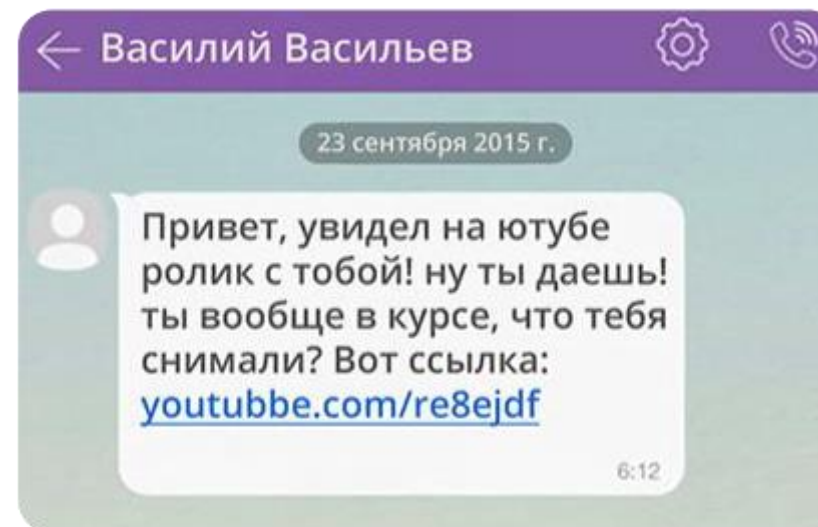 Василий Васильев
23 сентября 2015 г.
Привет, увидел на ютубе
ролик с тобой! ну ты даешь!
ты вообще в курсе, что тебя
снимали? Вот ссылка:
youtubbe.com/re8ejdf
6:12